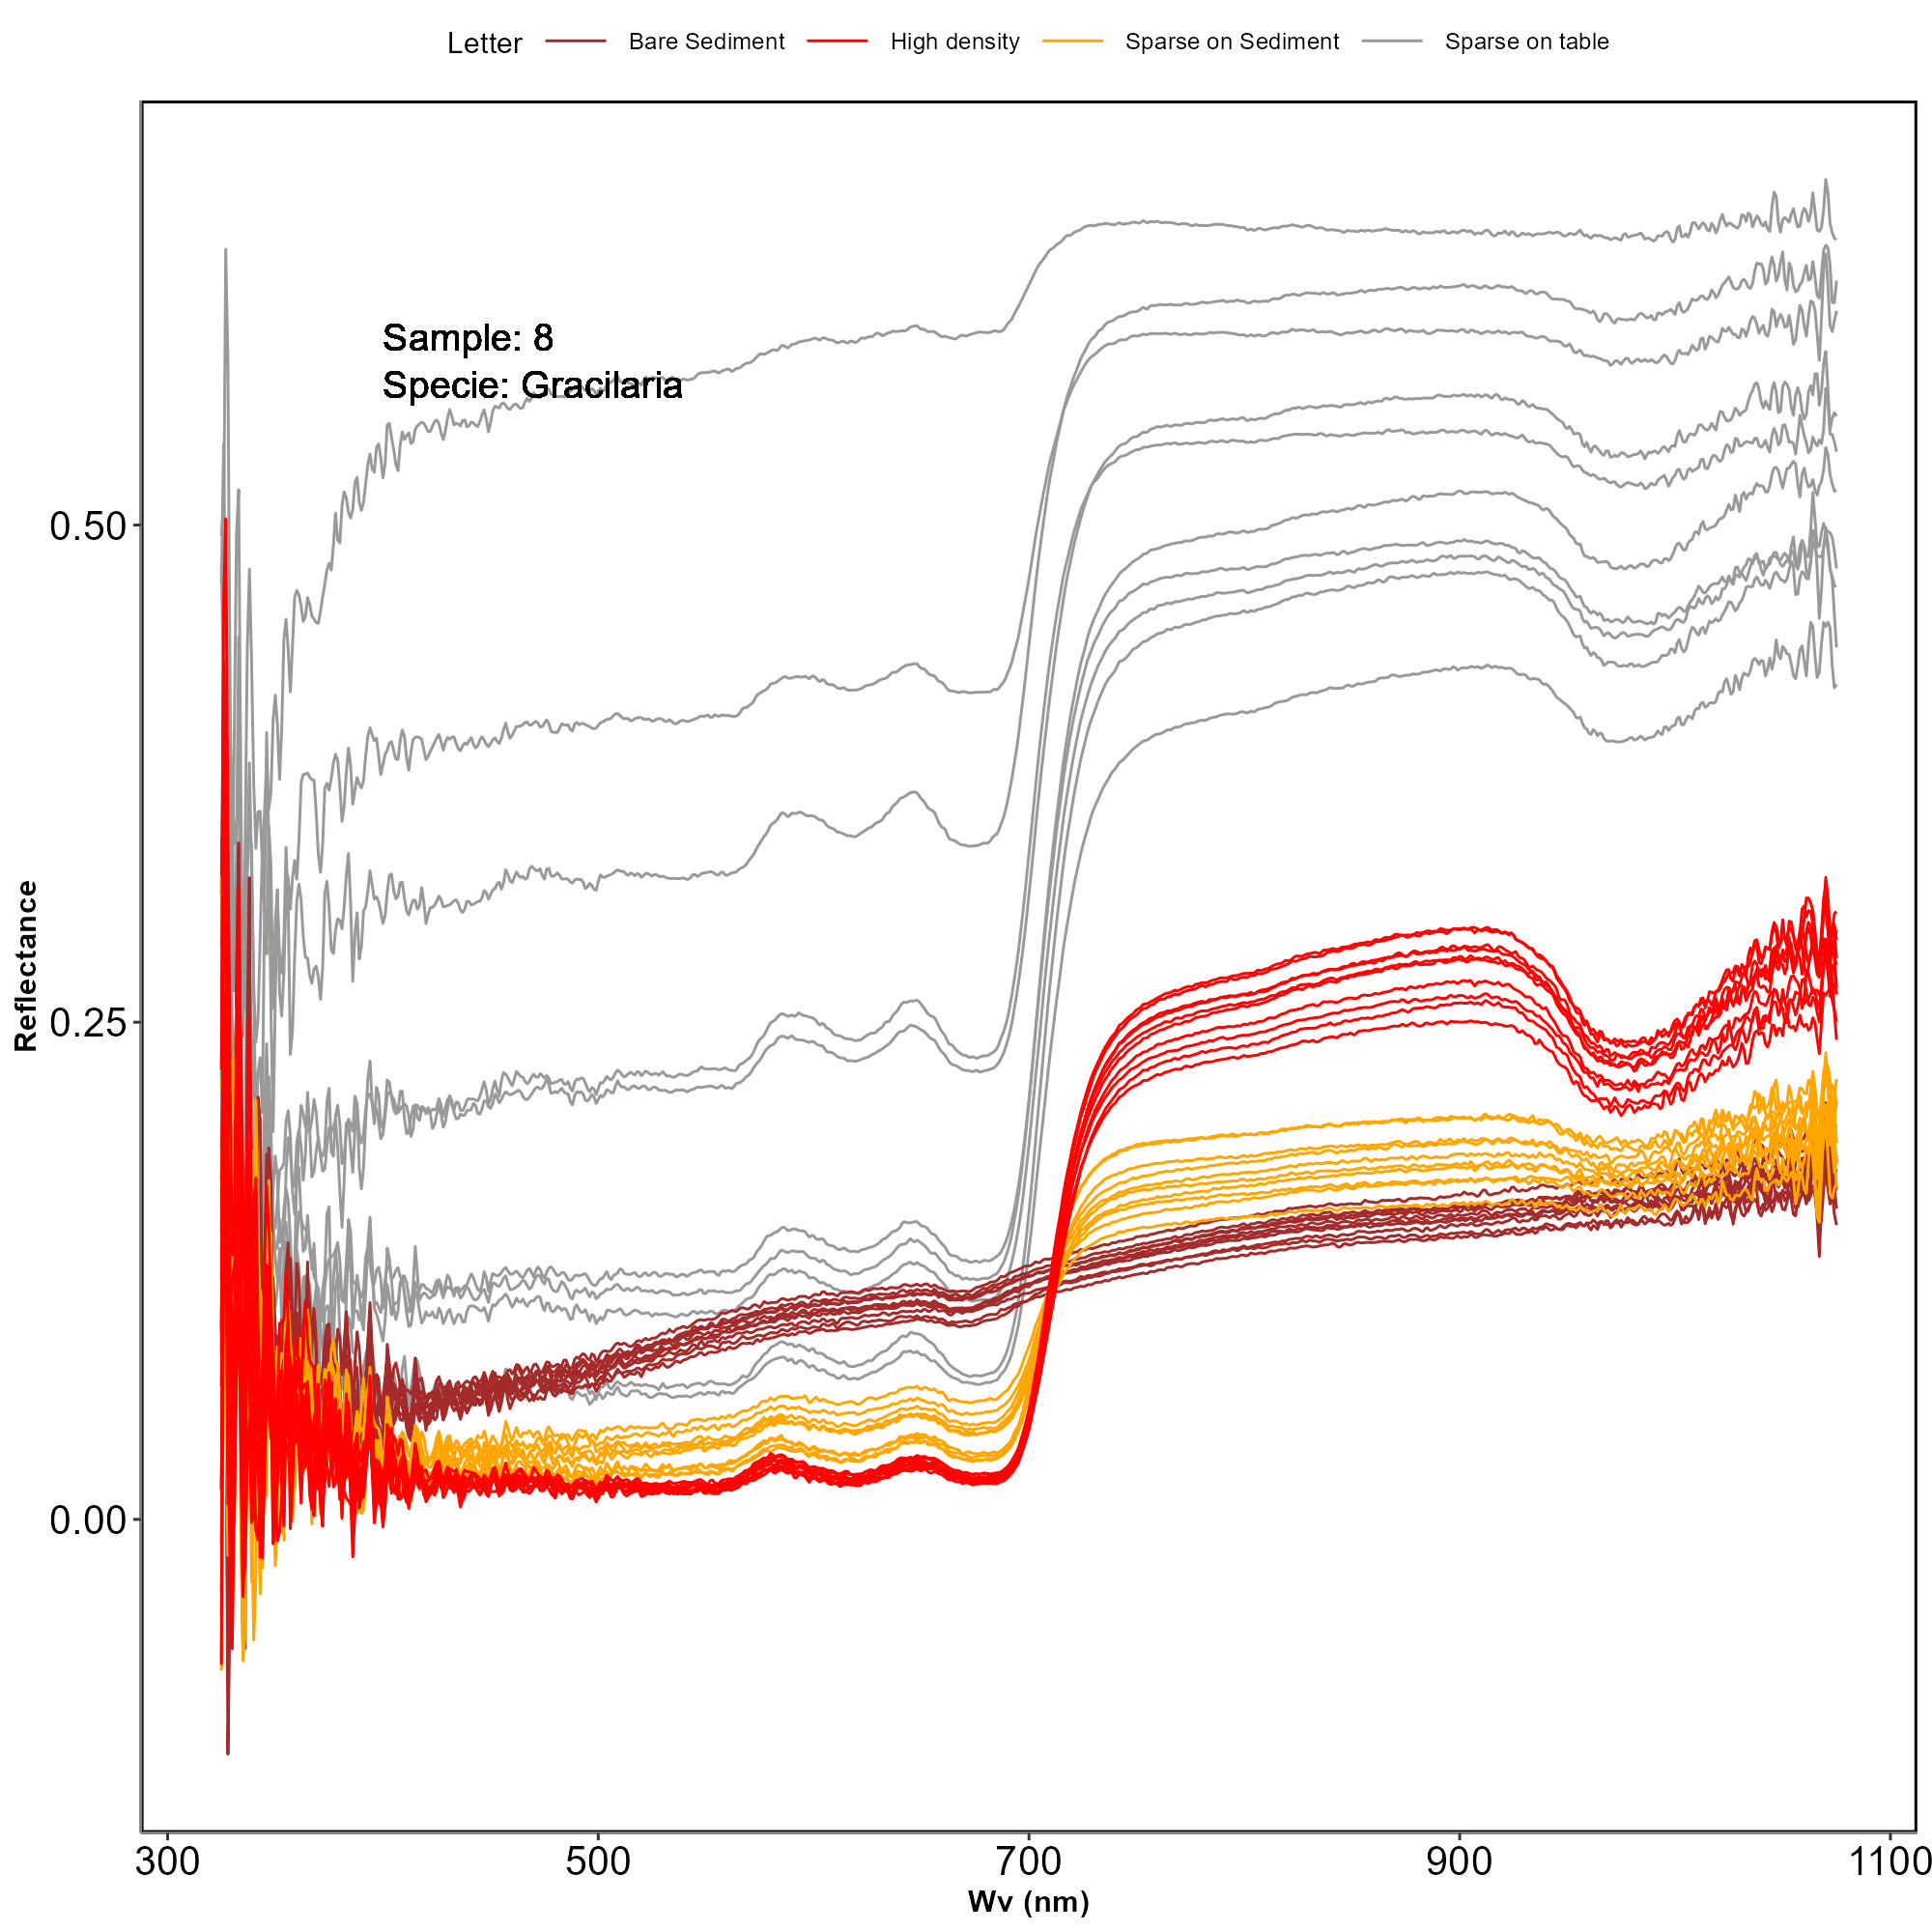 Letter Bare Sediment High density Sparse on Sediment Sparse on table
Sample: 8
Specie: Gracilaria
0.50
0.25
0.00
Reflectance
300 500 700 900 1100
Wv (nm)